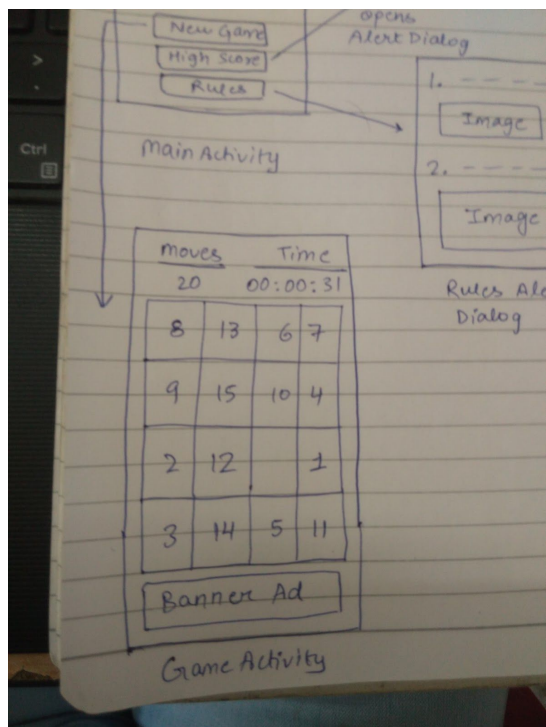 opens
Alert Dialog
New Game
High Score
Rules
Main Activity
1.
Image
2.
Image
Rules Ale
Dialog
Moves Time
20 00:00:31
8 13 6 7
9 15 10 4
2 12 1
3 14 5 11
Banner Ad
Game Activity
Ctrl